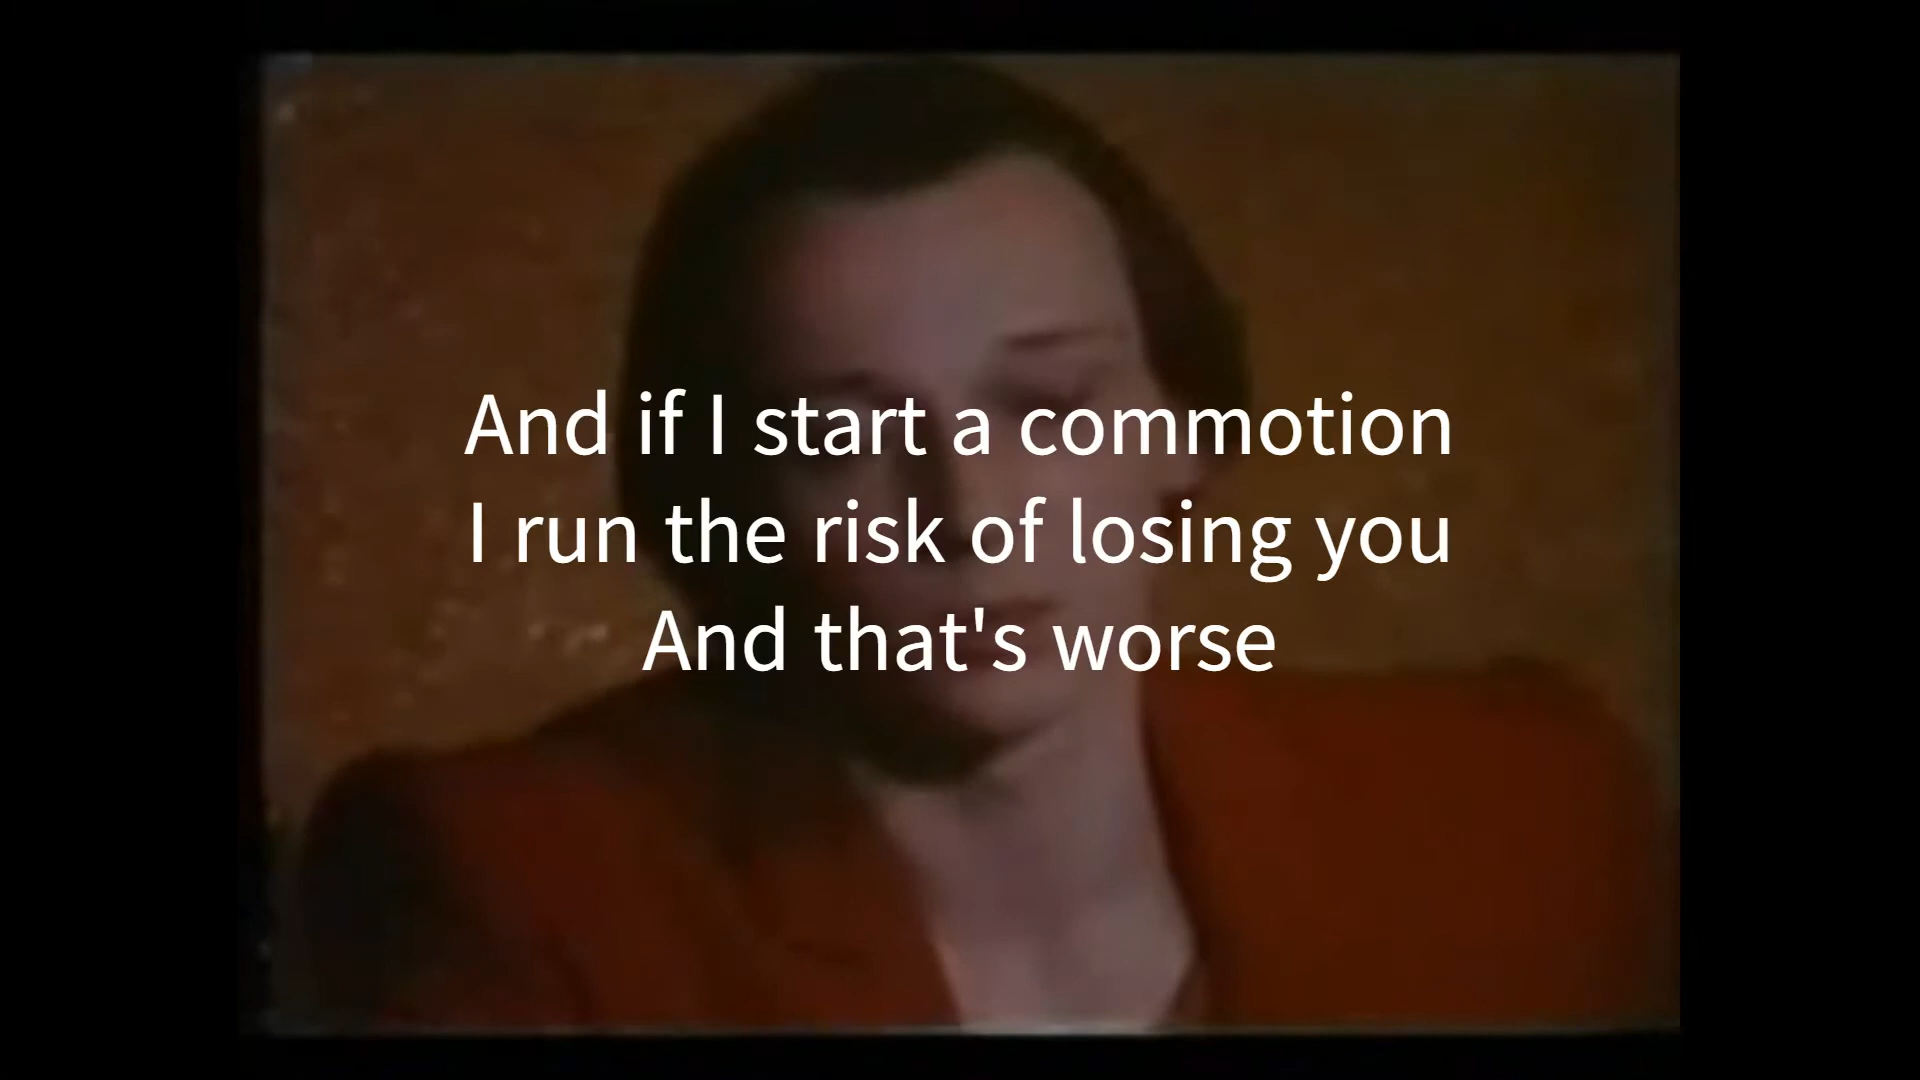 And if I start a commotion
I run the risk of losing you
And that's worse